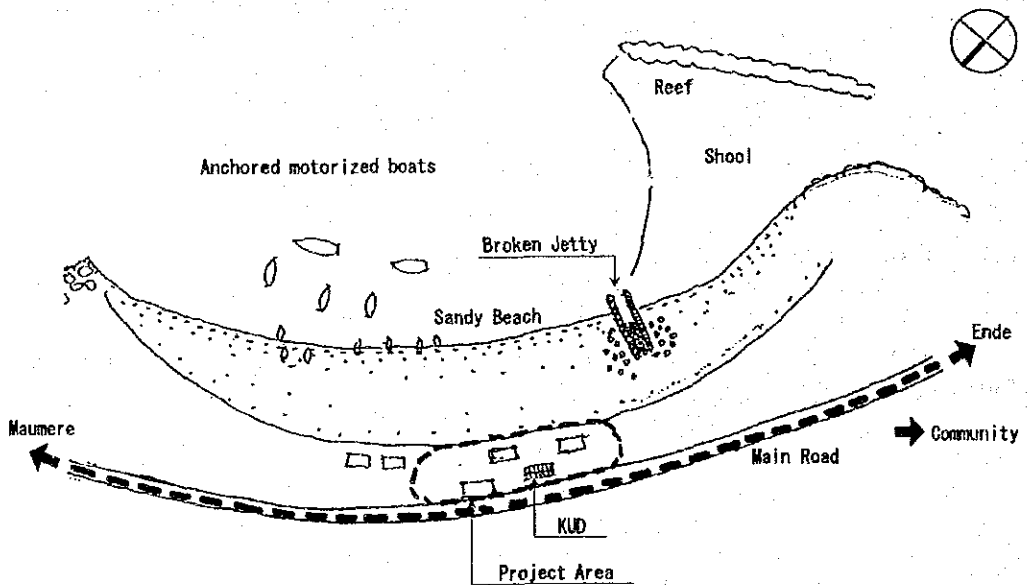 Reef
Shool
Anchored motorized boats
Broken Jetty
Sandy Beach
Ende
Maumere
Community
Main Road
KUD
Project Area